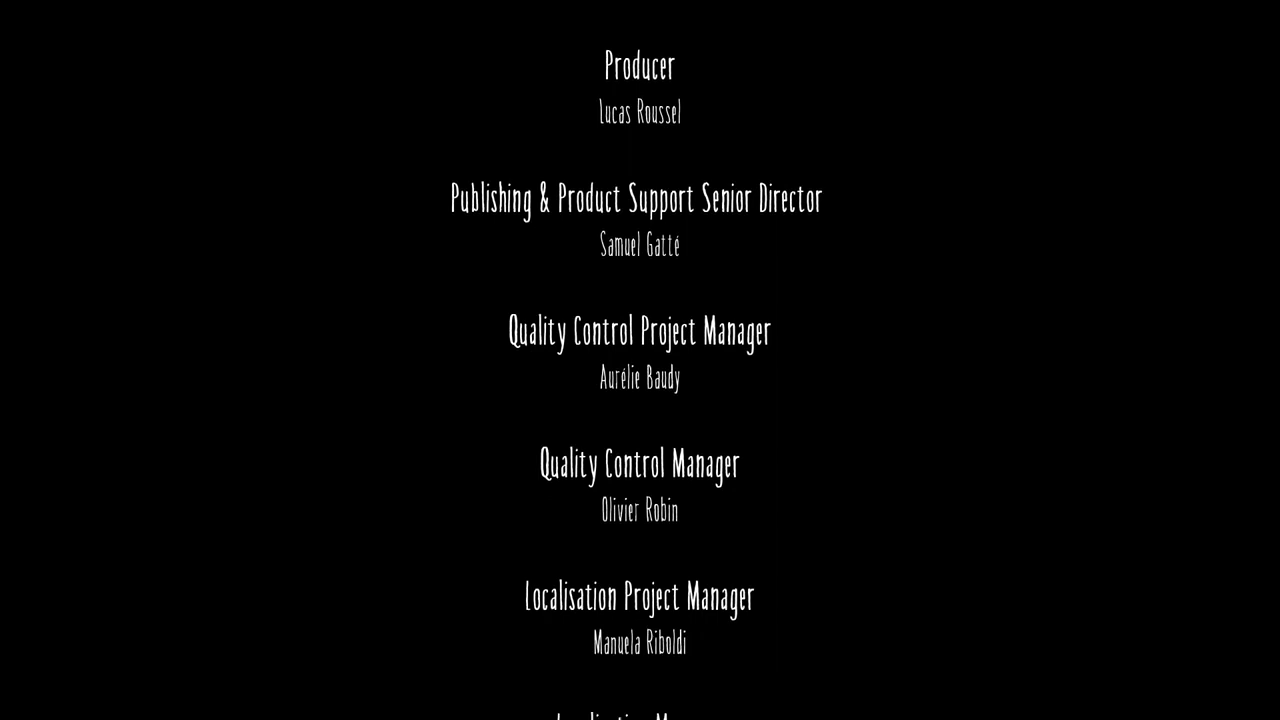 Producer
Lucas Roussel
Publishing & Product Support Senior Director
Samuel Gatté
Quality Control Project Manager
Aurélie Baudy
Quality Control Manager
Olivier Robin
Localisation Project Manager
Manuela Riboldi